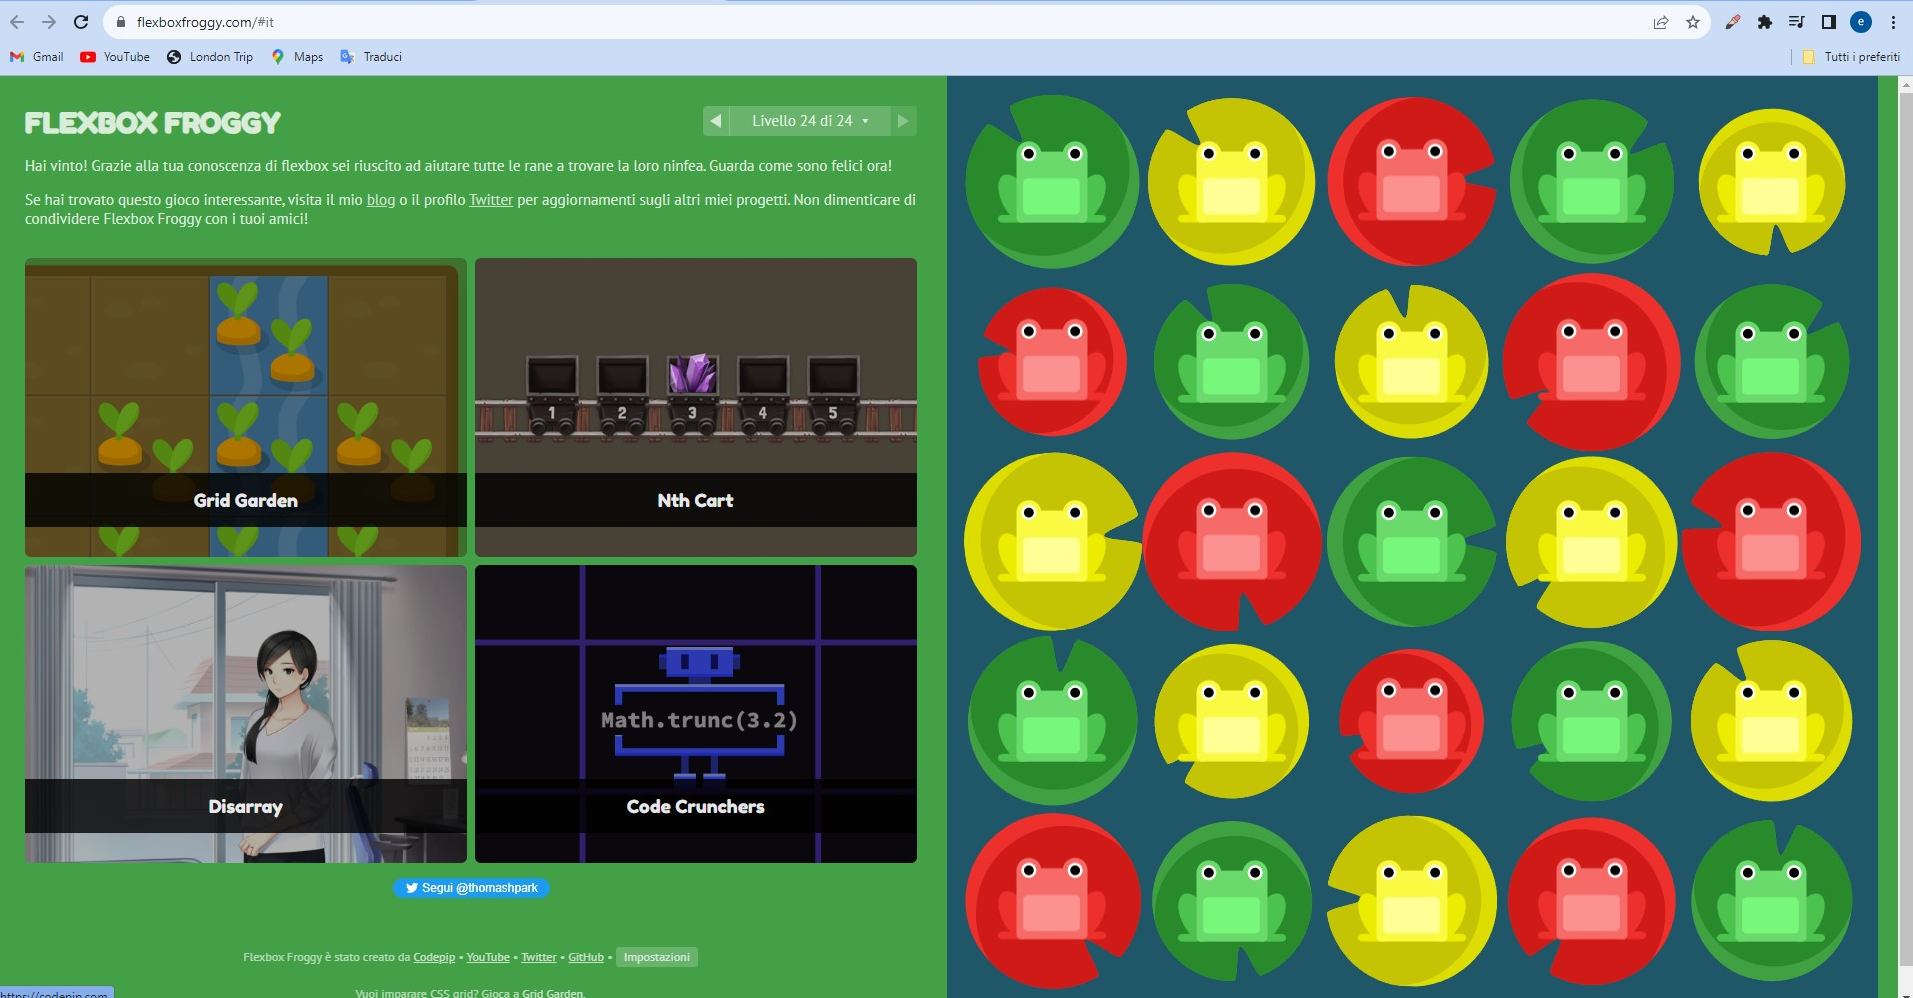 flexboxfroggy.com/#it
e
Gmail
YouTube
London Trip
Maps
Traduci
Tutti i preferiti
FLEXBOX FROGGY
Livello 24 di 24
Hai vinto! Grazie alla tua conoscenza di flexbox sei riuscito ad aiutare tutte le rane a trovare la loro ninfea. Guarda come sono felici ora!
Se hai trovato questo gioco interessante, visita il mio blog o il profilo Twitter per aggiornamenti sugli altri miei progetti. Non dimenticare di
condividere Flexbox Froggy con i tuoi amici!
1 2 3 4 5
Grid Garden
Nth Cart
Math.trunc(3.2)
Disarray
Code Crunchers
Segui @thomashpark
Flexbox Froggy è stato creato da Codepip • YouTube • Twitter • GitHub • Impostazioni
Vuoi imparare CSS grid? Gioca a Grid Garden.
https://codepip.com